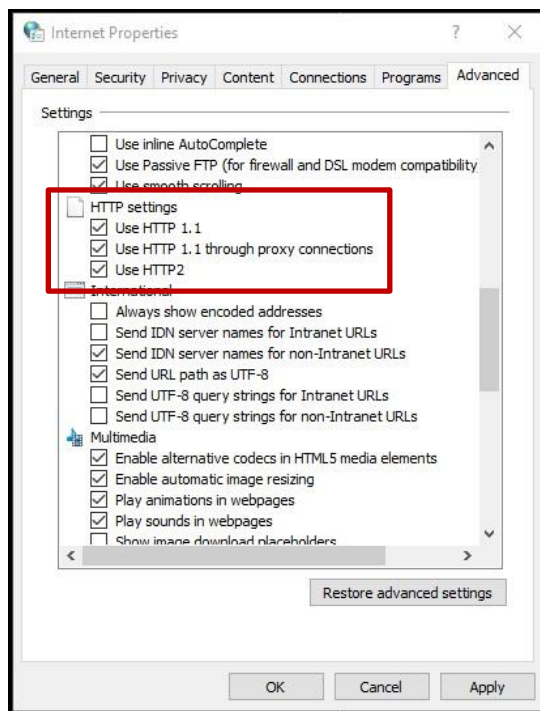 Internet Properties
?
General Security Privacy Content Connections Programs Advanced
Settings
Use inline AutoComplete
Use Passive FTP (for firewall and DSL modem compatibility
Use smooth scrolling
HTTP settings
Use HTTP 1.1
Use HTTP 1.1 through proxy connections
Use HTTP2
International
Always show encoded addresses
Send IDN server names for Intranet URLs
Send IDN server names for non-Intranet URLs
Send URL path as UTF-8
Send UTF-8 query strings for Intranet URLs
Send UTF-8 query strings for non-Intranet URLs
Multimedia
Enable alternative codecs in HTML5 media elements
Enable automatic image resizing
Play animations in webpages
Play sounds in webpages
Show image download placeholders
Restore advanced settings
OK Cancel Apply